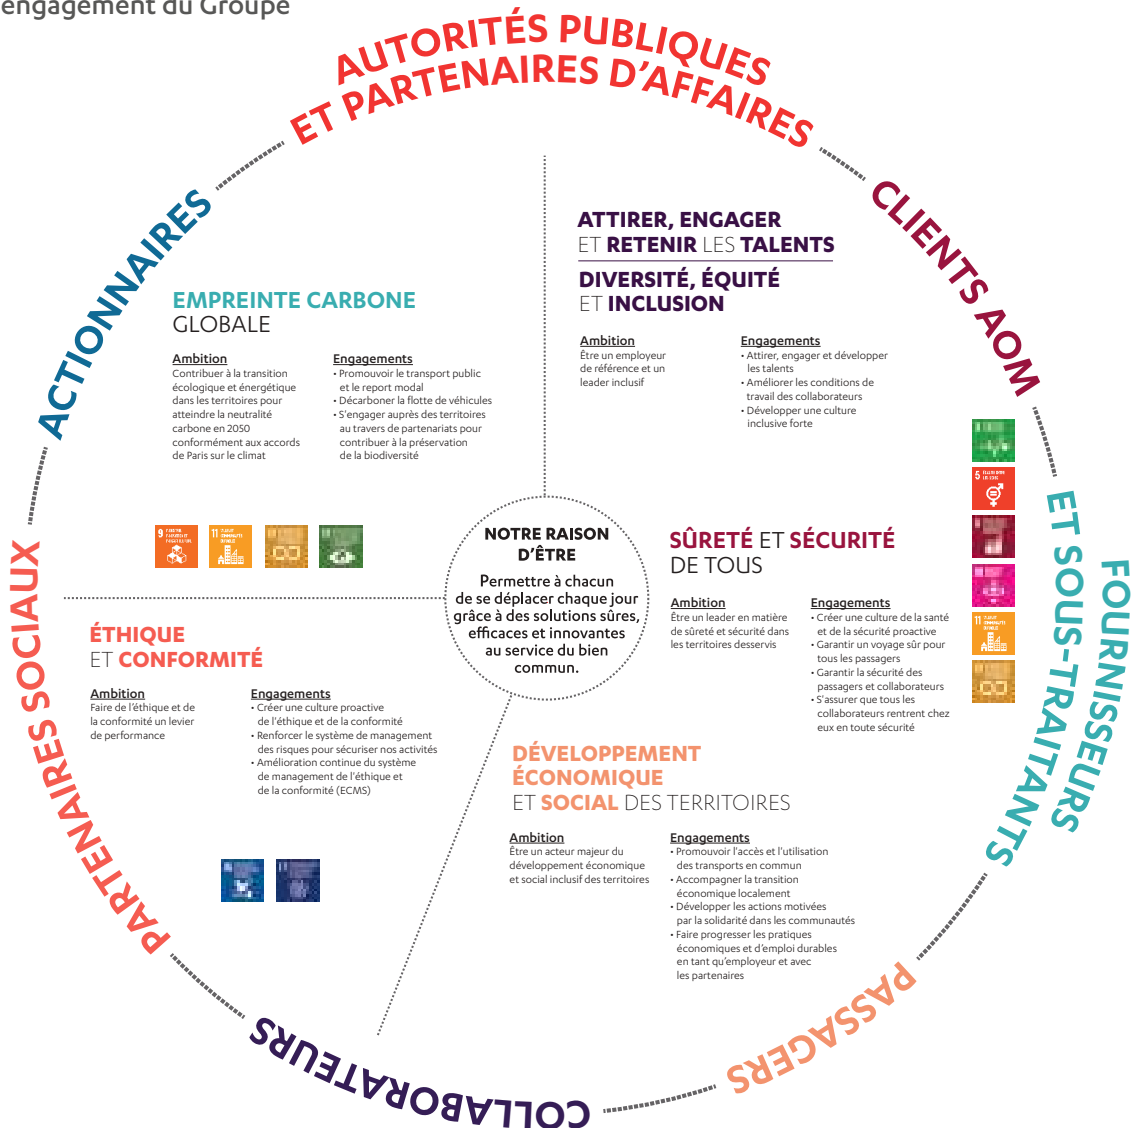 engagement du Groupe
AUTORITÉS PUBLIQUES
ET PARTENAIRES D'AFFAIRES
CLIENTS AOM
FOURNISSEURS
ET SOUS-TRAITANTS
PASSAGERS
COLLABORATEURS
PARTENAIRES SOCIAUX
ACTIONNAIRES
EMPREINTE CARBONE
GLOBALE
Ambition
Contribuer à la transition
écologique et énergétique
dans les territoires pour
atteindre la neutralité
carbone en 2050
conformément aux accords
de Paris sur le climat
Engagements
• Promouvoir le transport public
et le report modal
• Décarboner la flotte de véhicules
• S'engager auprès des territoires
au travers de partenariats pour
contribuer à la préservation
de la biodiversité
9
11
ATTIRER, ENGAGER
ET RETENIR LES TALENTS
DIVERSITÉ, ÉQUITÉ
ET INCLUSION
Ambition
Être un employeur
de référence et un
leader inclusif
Engagements
• Attirer, engager et développer
les talents
• Améliorer les conditions de
travail des collaborateurs
• Développer une culture
inclusive forte
5
11
NOTRE RAISON
D'ÊTRE
Permettre à chacun
de se déplacer chaque jour
grâce à des solutions sûres,
efficaces et innovantes
au service du bien
commun.
SÛRETÉ ET SÉCURITÉ
DE TOUS
Ambition
Être un leader en matière
de sûreté et sécurité dans
les territoires desservis
Engagements
• Créer une culture de la santé
et de la sécurité proactive
• Garantir un voyage sûr pour
tous les passagers
• Garantir la sécurité des
passagers et collaborateurs
• S'assurer que tous les
collaborateurs rentrent chez
eux en toute sécurité
ÉTHIQUE
ET CONFORMITÉ
Ambition
Faire de l'éthique et de
la conformité un levier
de performance
Engagements
• Créer une culture proactive
de l'éthique et de la conformité
• Renforcer le système de management
des risques pour sécuriser nos activités
• Amélioration continue du système
de management de l'éthique et
de la conformité (ECMS)
DÉVELOPPEMENT
ÉCONOMIQUE
ET SOCIAL DES TERRITOIRES
Ambition
Être un acteur majeur du
développement économique
et social inclusif des territoires
Engagements
• Promouvoir l'accès et l'utilisation
des transports en commun
• Accompagner la transition
économique localement
• Développer les actions motivées
par la solidarité dans les communautés
• Faire progresser les pratiques
économiques et d'emploi durables
en tant qu'employeur et avec
les partenaires